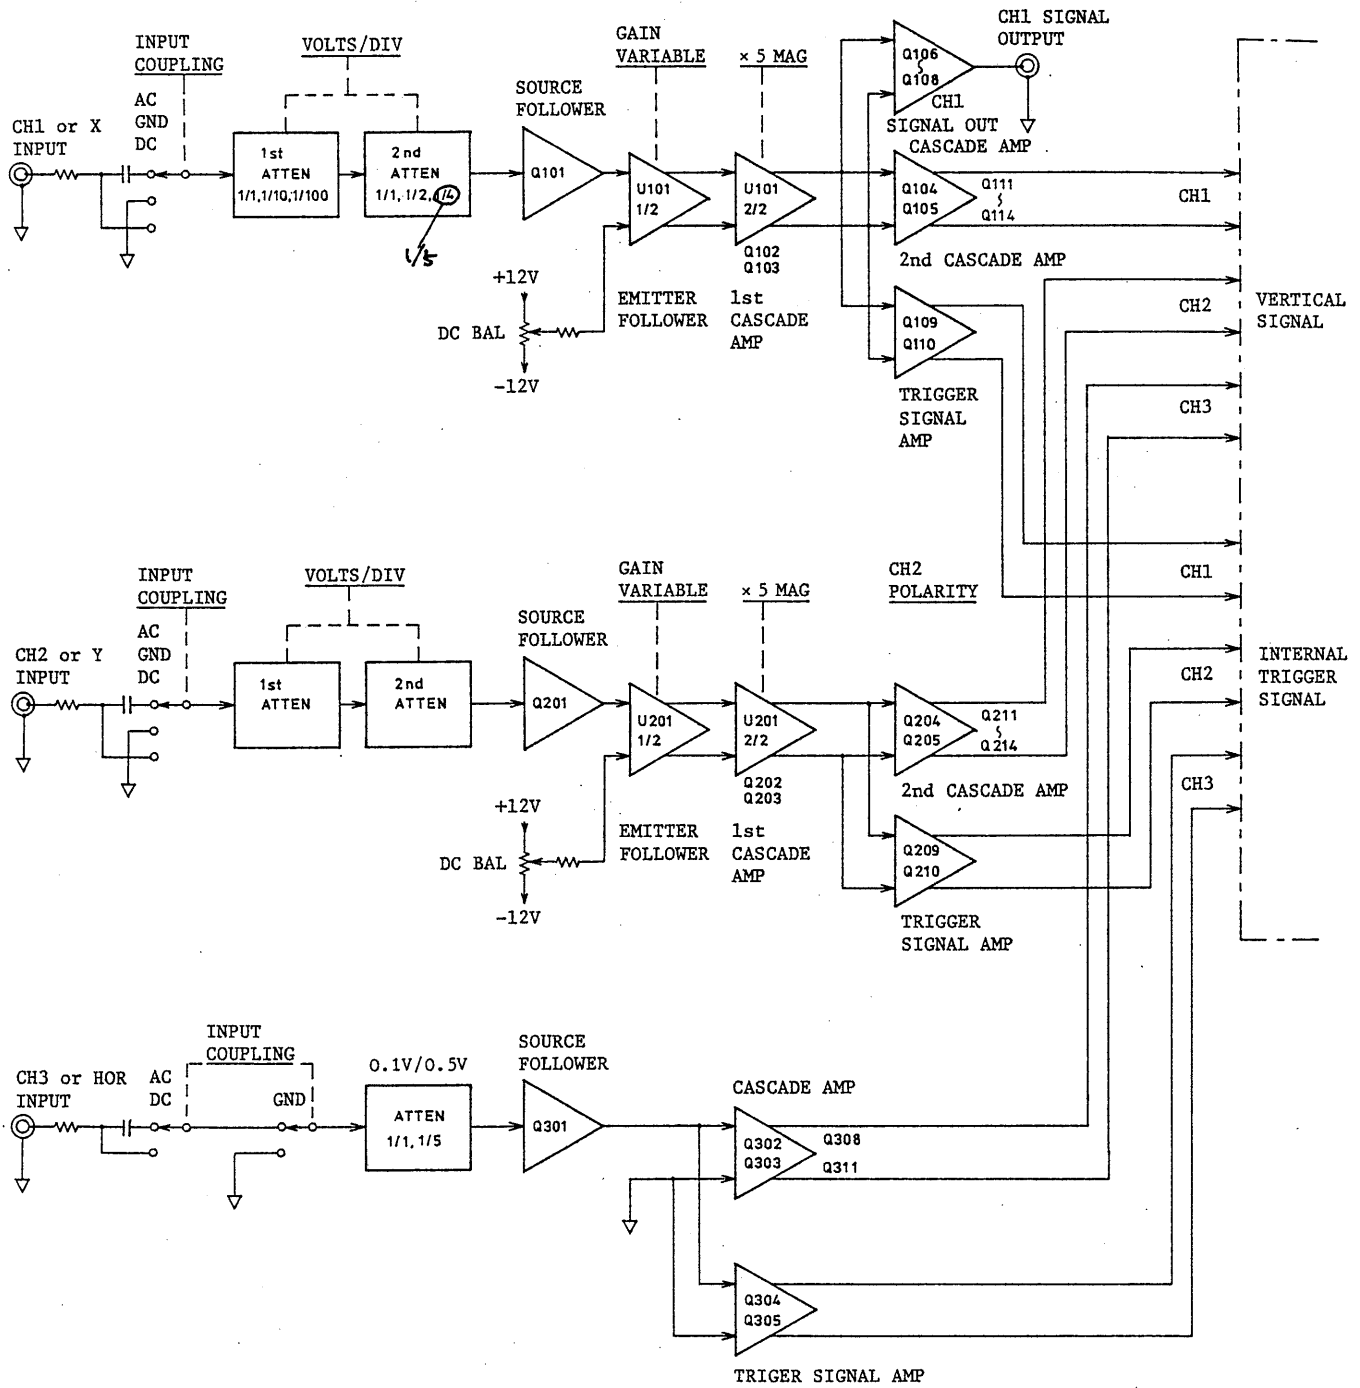 CH1 SIGNAL
OUTPUT
INPUT
COUPLING
VOLTS/DIV
GAIN
VARIABLE
× 5 MAG
Q106
Q108
CH1
SIGNAL OUT
CASCADE AMP
AC
GND
DC
CH1 or X
INPUT
1st
ATTEN
1/1,1/10,1/100
2nd
ATTEN
1/1,1/2,1/4
1/5
SOURCE
FOLLOWER
Q101
U101
1/2
U101
2/2
Q102
Q103
Q104
Q105
Q111
Q114
2nd CASCADE AMP
CH1
+12V
DC BAL
-12V
EMITTER
FOLLOWER
1st
CASCADE
AMP
Q109
Q110
TRIGGER
SIGNAL
AMP
CH2
CH3
VERTICAL
SIGNAL
CH1
INPUT
COUPLING
VOLTS/DIV
GAIN
VARIABLE
× 5 MAG
CH2
POLARITY
AC
GND
DC
CH2 or Y
INPUT
1st
ATTEN
2nd
ATTEN
SOURCE
FOLLOWER
Q201
U201
1/2
U201
2/2
Q202
Q203
Q204
Q205
Q211
Q214
2nd CASCADE AMP
CH2
CH3
INTERNAL
TRIGGER
SIGNAL
+12V
DC BAL
-12V
EMITTER
FOLLOWER
1st
CASCADE
AMP
Q209
Q210
TRIGGER
SIGNAL AMP
INPUT
COUPLING
CH3 or HOR
INPUT
AC
DC
GND
0.1V/0.5V
ATTEN
1/1,1/5
SOURCE
FOLLOWER
Q301
CASCADE AMP
Q302
Q303
Q308
Q311
Q304
Q305
TRIGER SIGNAL AMP